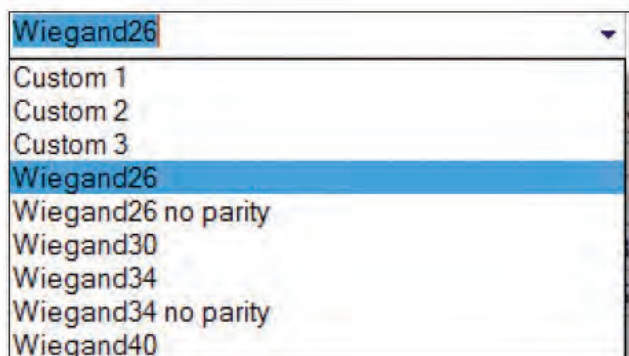 Wiegand26
Custom 1
Custom 2
Custom 3
Wiegand26
Wiegand26 no parity
Wiegand30
Wiegand34
Wiegand34 no parity
Wiegand40